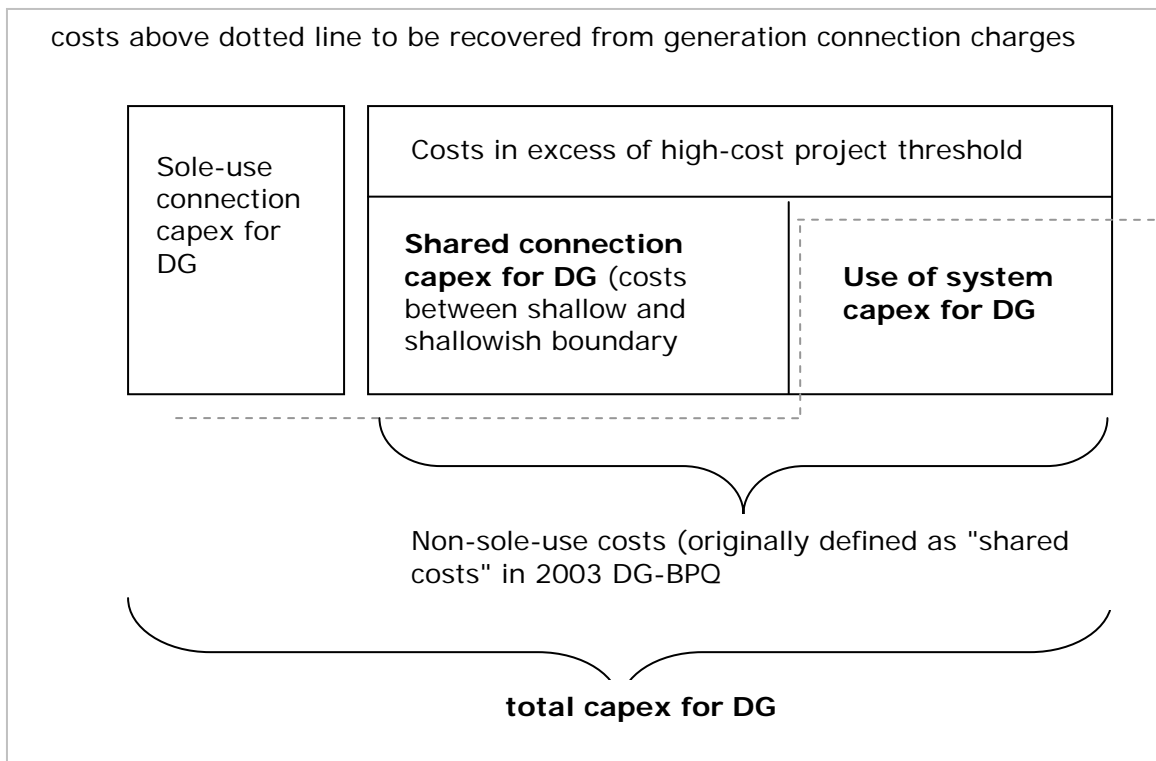 costs above dotted line to be recovered from generation connection charges
Sole-use
connection
capex for
DG
Costs in excess of high-cost project threshold
Shared connection
capex for DG (costs
between shallow and
shallowish boundary
Use of system
capex for DG
Non-sole-use costs (originally defined as "shared
costs" in 2003 DG-BPQ
total capex for DG